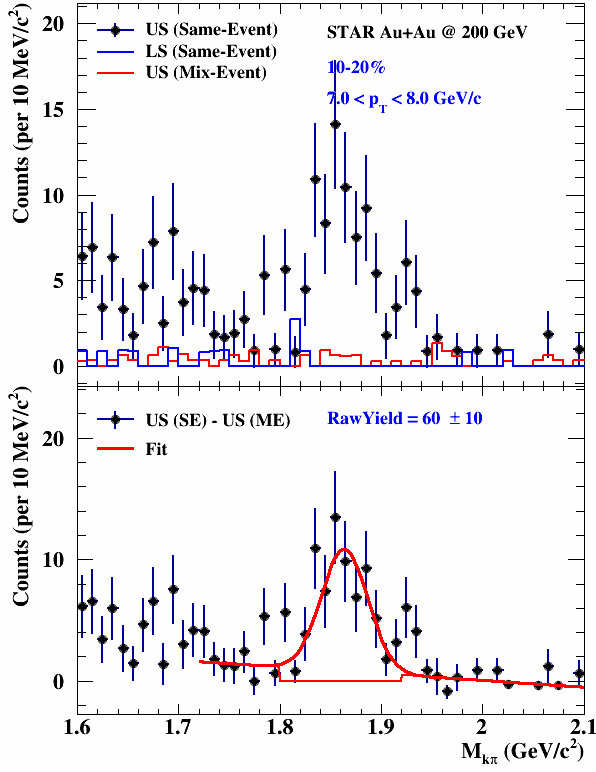 US (Same-Event)
LS (Same-Event)
US (Mix-Event)
STAR Au+Au @ 200 GeV
10-20%
7.0 < p_T < 8.0 GeV/c
Counts (per 10 MeV/c²)
20
15
10
5
0
US (SE) - US (ME)
Fit
RawYield = 60 ± 10
Counts (per 10 MeV/c²)
20
10
0
1.6 1.7 1.8 1.9 2 2.1
M_kπ (GeV/c²)